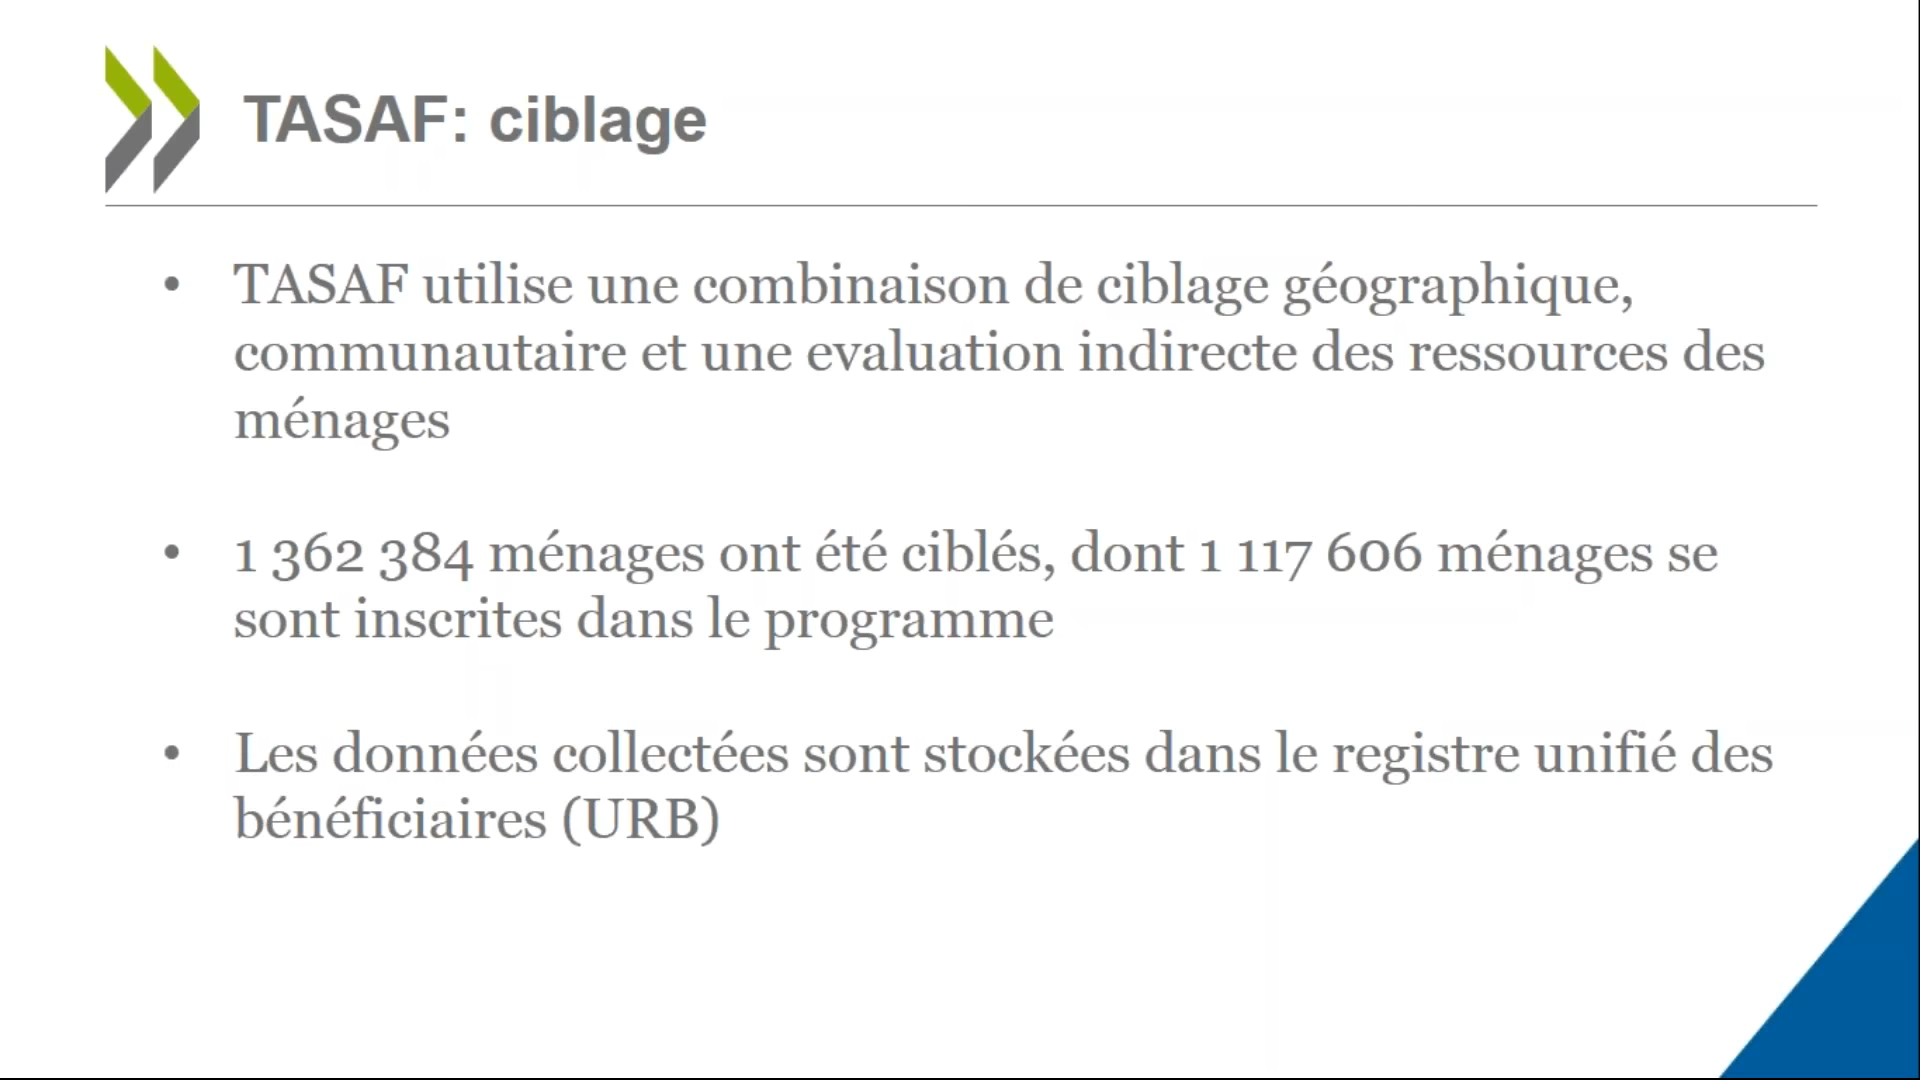 TASAF: ciblage
• TASAF utilise une combinaison de ciblage géographique,
communautaire et une evaluation indirecte des ressources des
ménages
• 1 362 384 ménages ont été ciblés, dont 1 117 606 ménages se
sont inscrites dans le programme
• Les données collectées sont stockées dans le registre unifié des
bénéficiaires (URB)